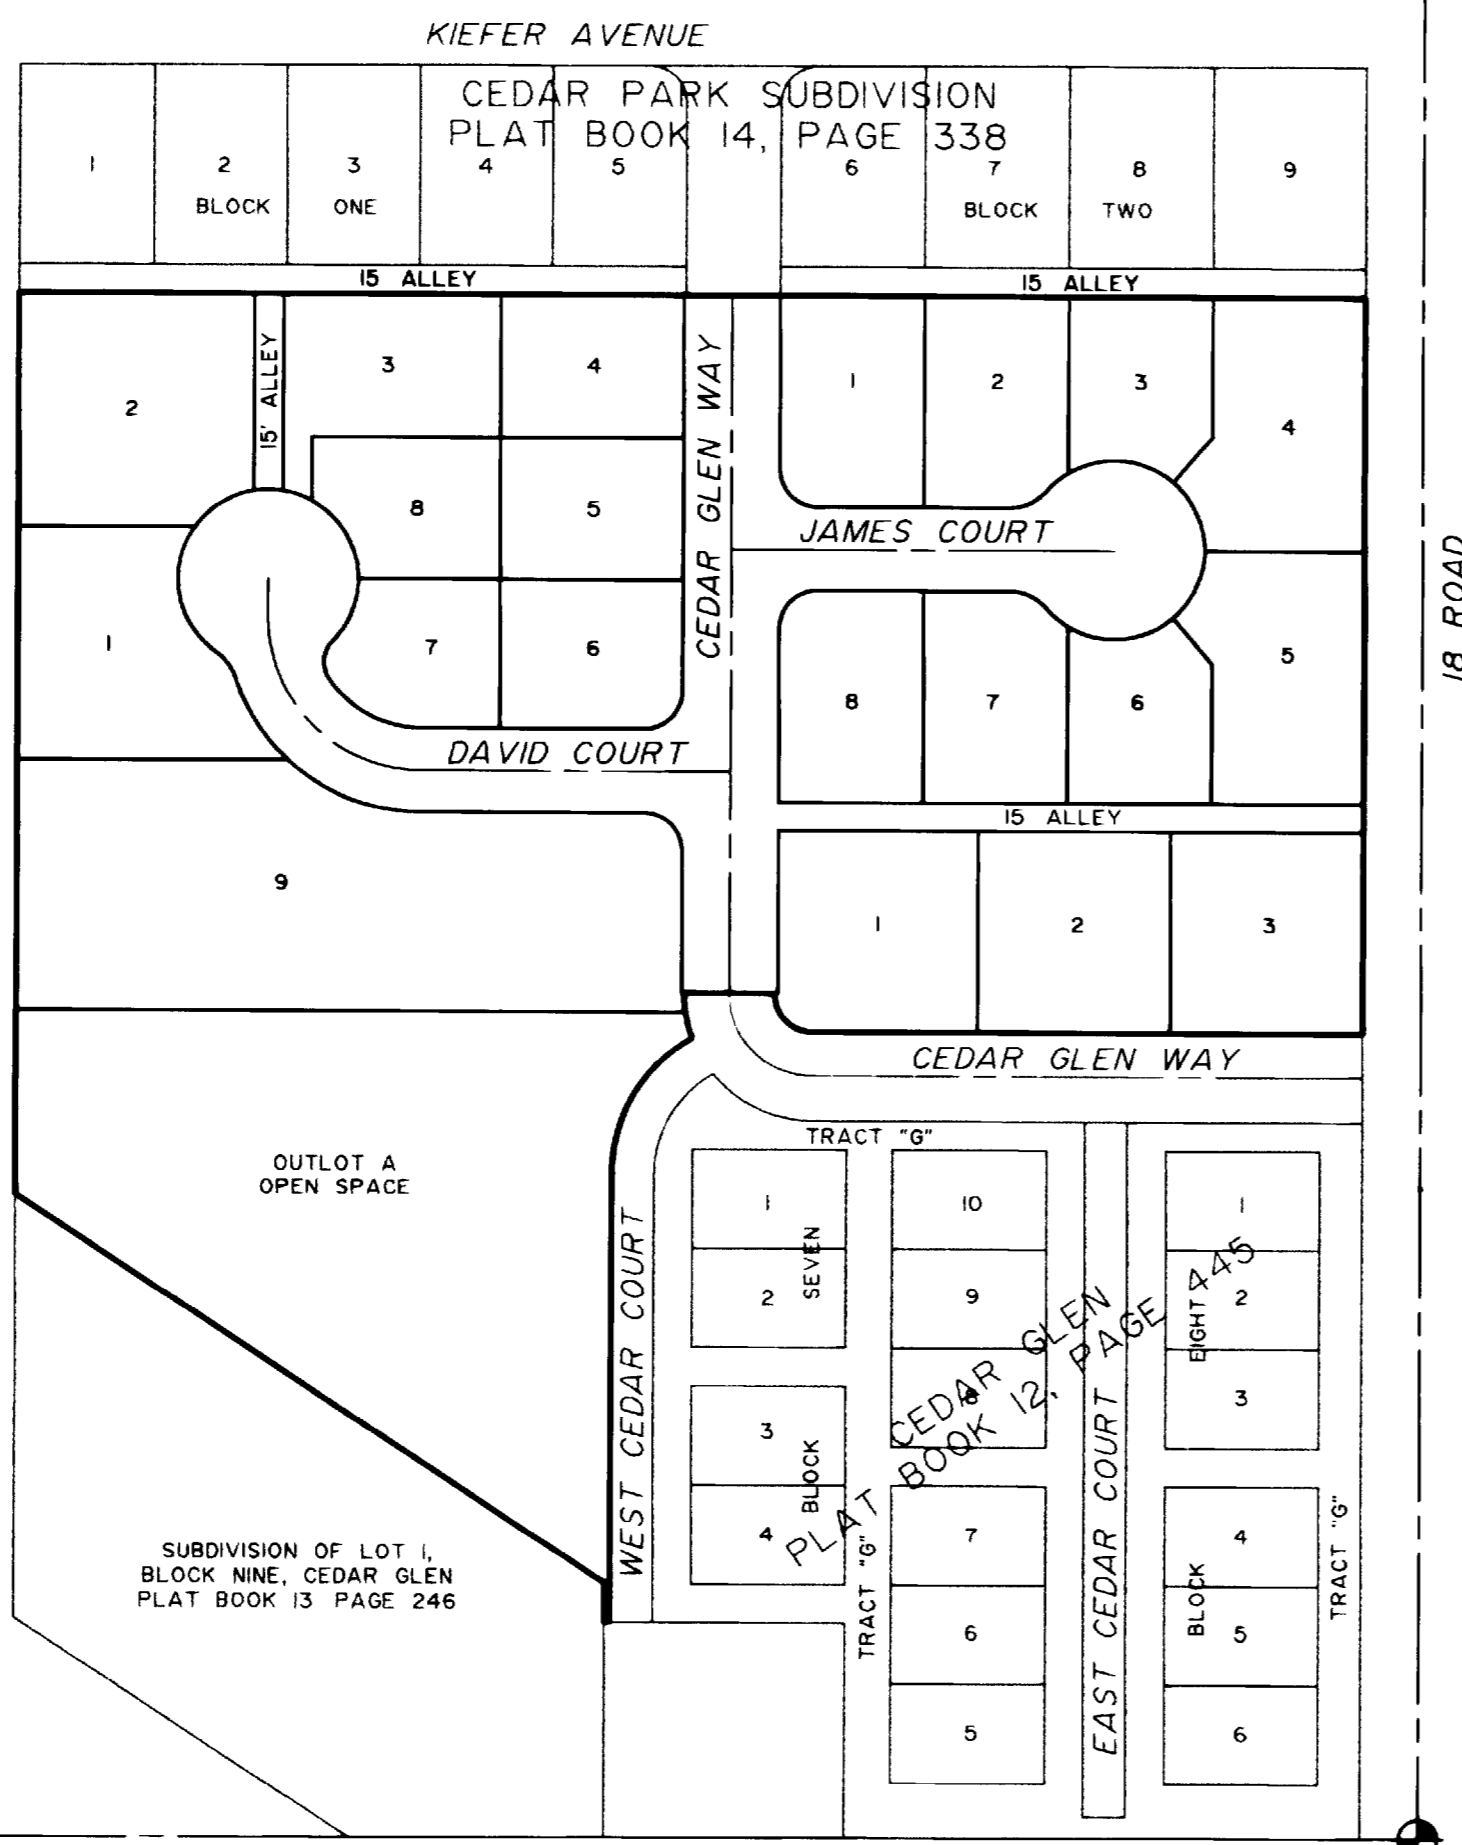 KIEFER AVENUE
CEDAR PARK SUBDIVISION
PLAT BOOK 14, PAGE 338
1
2
3
4
5
6
7
8
9
BLOCK
ONE
BLOCK
TWO
15 ALLEY
15 ALLEY
2
15' ALLEY
3
4
8
5
1
7
6
CEDAR GLEN WAY
1
2
3
4
JAMES COURT
5
8
7
6
18 ROAD
DAVID COURT
15 ALLEY
9
1
2
3
CEDAR GLEN WAY
OUTLOT A
OPEN SPACE
TRACT "G"
1
2
SEVEN
3
4
BLOCK
10
9
8
7
6
5
1
2
3
EIGHT
4
5
6
BLOCK
CEDAR GLEN
PLAT BOOK 12, PAGE 445
WEST CEDAR COURT
TRACT "G"
EAST CEDAR COURT
TRACT "G"
SUBDIVISION OF LOT 1,
BLOCK NINE, CEDAR GLEN
PLAT BOOK 13 PAGE 246